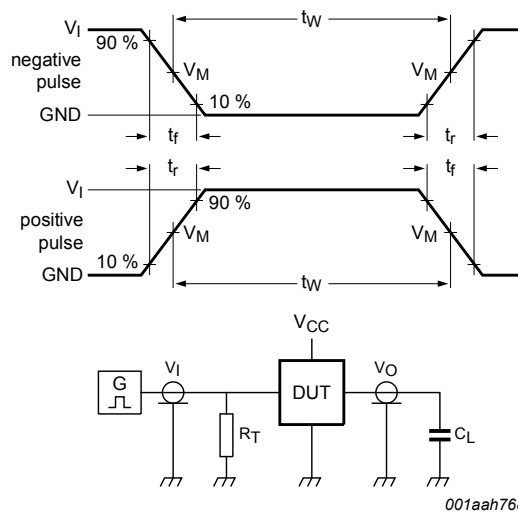 V_I
t_W
90 %
negative
pulse
V_M
V_M
10 %
GND
t_f
t_r
t_r
t_f
V_I
90 %
positive
pulse
V_M
V_M
10 %
GND
t_W
V_CC
V_I
V_O
G
DUT
R_T
C_L